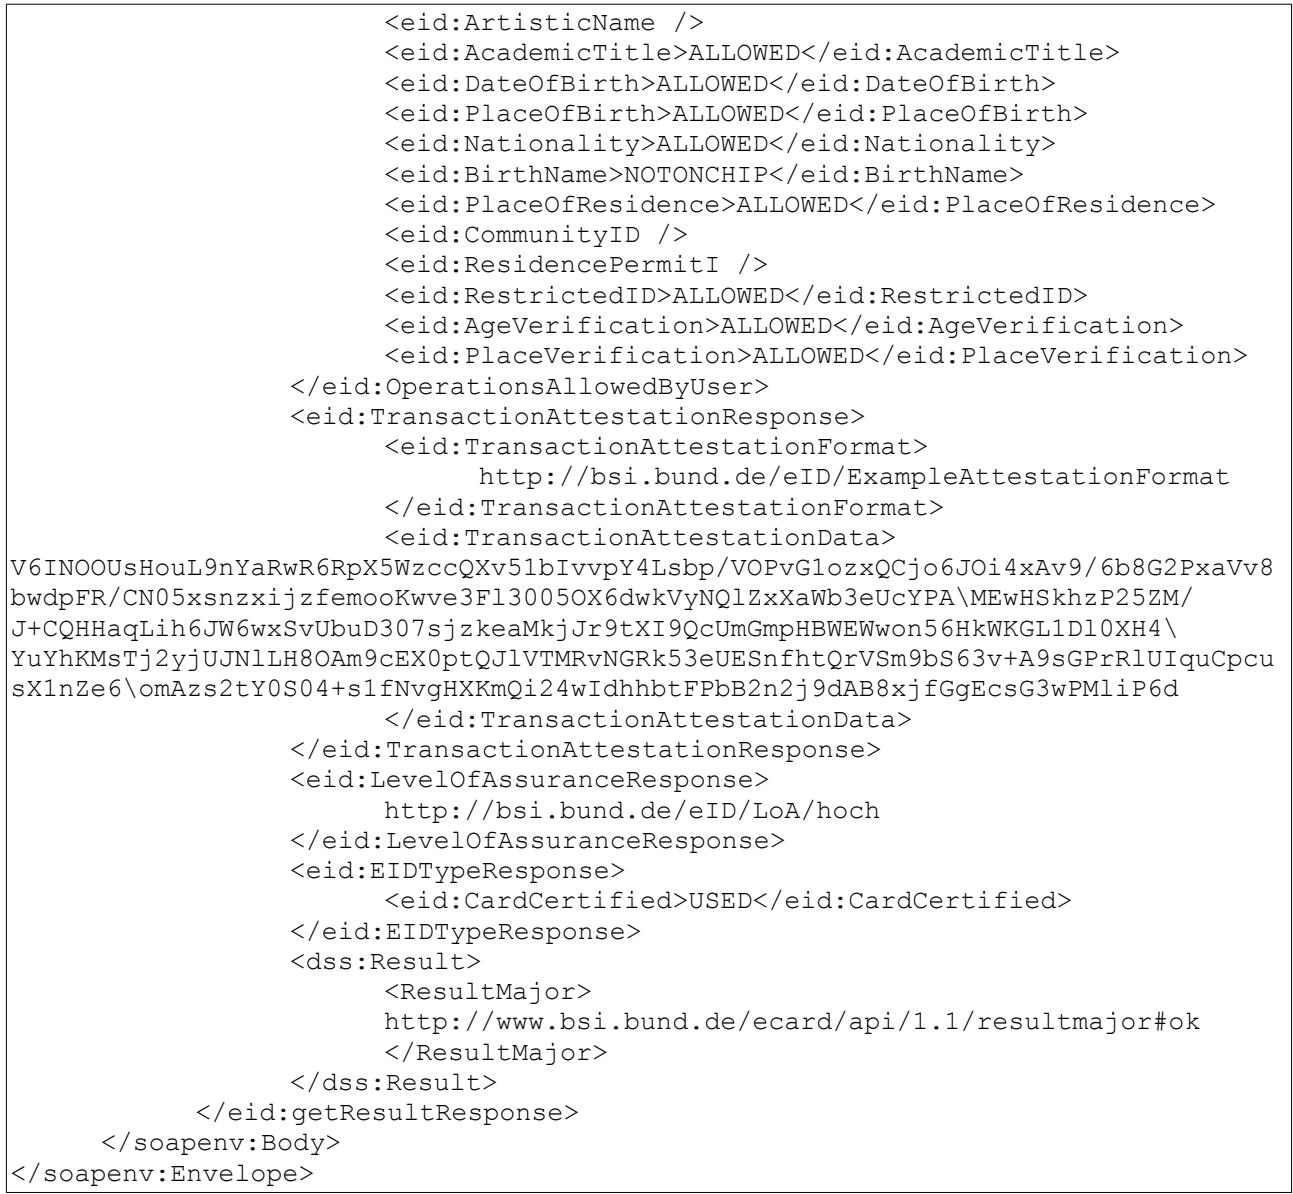 <eid:ArtisticName />
<eid:AcademicTitle>ALLOWED</eid:AcademicTitle>
<eid:DateOfBirth>ALLOWED</eid:DateOfBirth>
<eid:PlaceOfBirth>ALLOWED</eid:PlaceOfBirth>
<eid:Nationality>ALLOWED</eid:Nationality>
<eid:BirthName>NOTONCHIP</eid:BirthName>
<eid:PlaceOfResidence>ALLOWED</eid:PlaceOfResidence>
<eid:CommunityID />
<eid:ResidencePermitI />
<eid:RestrictedID>ALLOWED</eid:RestrictedID>
<eid:AgeVerification>ALLOWED</eid:AgeVerification>
<eid:PlaceVerification>ALLOWED</eid:PlaceVerification>
</eid:OperationsAllowedByUser>
<eid:TransactionAttestationResponse>
<eid:TransactionAttestationFormat>
http://bsi.bund.de/eID/ExampleAttestationFormat
</eid:TransactionAttestationFormat>
<eid:TransactionAttestationData>
V6INOOUsHouL9nYaRwR6RpX5WzccQXv51bIvvpY4Lsbp/VOPvG1ozxQCjo6JOi4xAv9/6b8G2PxaVv8
bwdpFR/CN05xsnzxijzfemooKwve3Fl3005OX6dwkVyNQlZxXaWb3eUcYPA\MEwHSkhzP25ZM/
J+CQHHaqLih6JW6wxSvUbuD307sjzkeaMkjJr9tXI9QcUmGmpHBWEWwon56HkWKGL1Dl0XH4\
YuYhKMsTj2yjUJNlLH8OAm9cEX0ptQJlVTMRvNGRk53eUESnfhtQrVSm9bS63v+A9sGPrRlUIquCpcu
sX1nZe6\omAzs2tY0S04+s1fNvgHXKmQi24wIdhhbtFPbB2n2j9dAB8xjfGgEcsG3wPMliP6d
</eid:TransactionAttestationData>
</eid:TransactionAttestationResponse>
<eid:LevelOfAssuranceResponse>
http://bsi.bund.de/eID/LoA/hoch
</eid:LevelOfAssuranceResponse>
<eid:EIDTypeResponse>
<eid:CardCertified>USED</eid:CardCertified>
</eid:EIDTypeResponse>
<dss:Result>
<ResultMajor>
http://www.bsi.bund.de/ecard/api/1.1/resultmajor#ok
</ResultMajor>
</dss:Result>
</eid:getResultResponse>
</soapenv:Body>
</soapenv:Envelope>